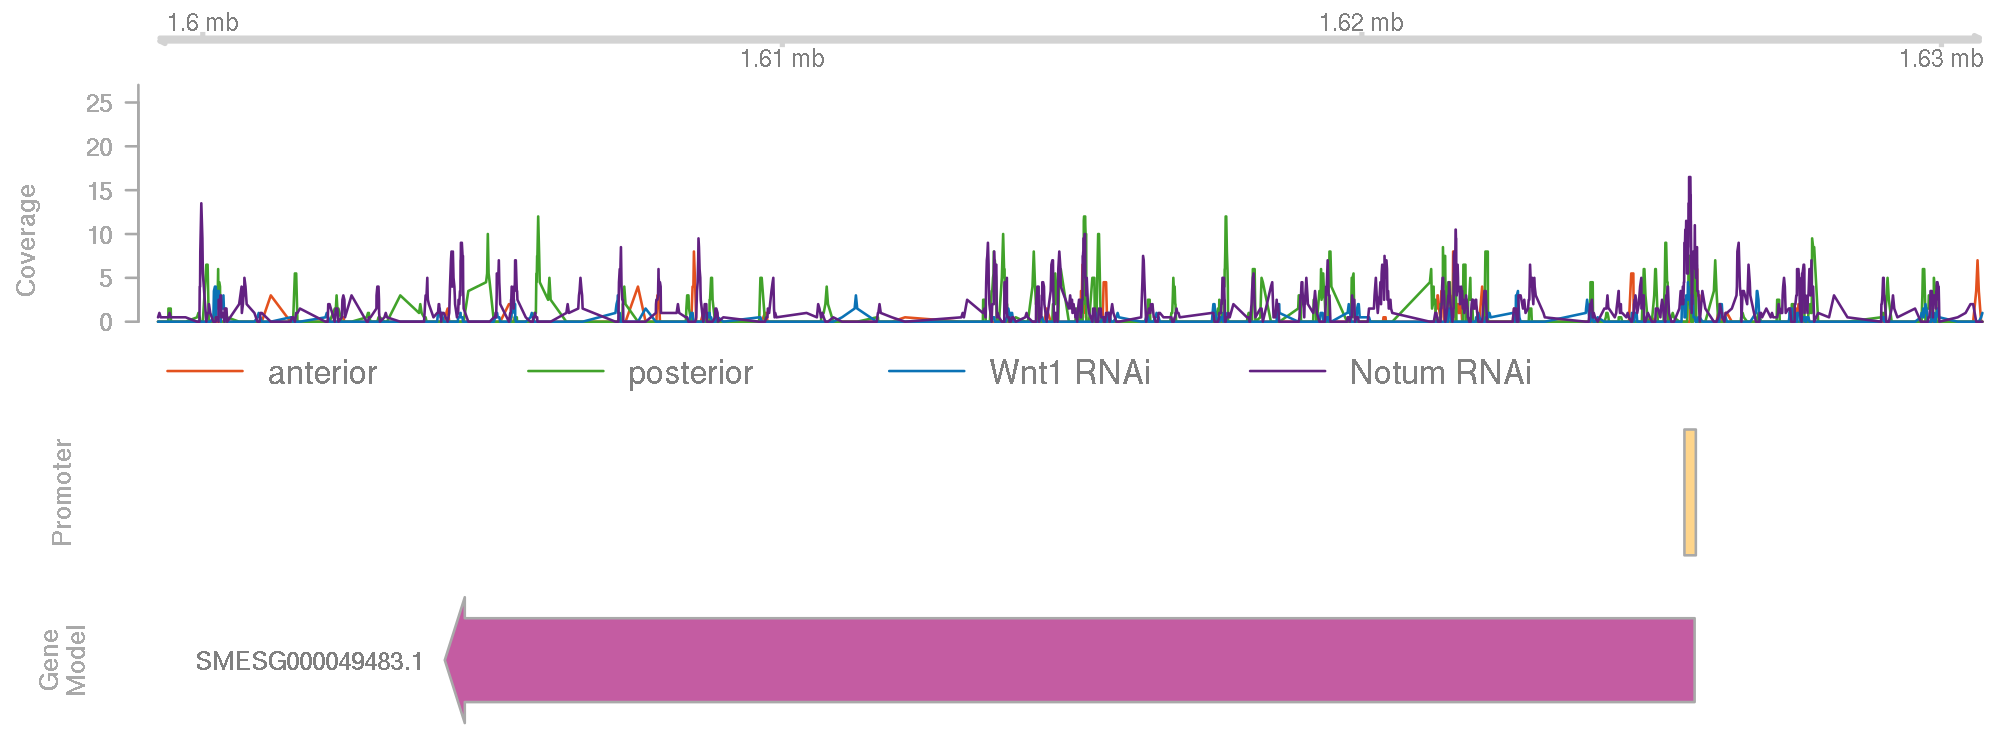 1.6 mb
1.62 mb
1.61 mb
1.63 mb
Coverage
25
20
15
10
5
0
anterior posterior Wnt1 RNAi Notum RNAi
Promoter
Gene
Model
SMESG000049483.1